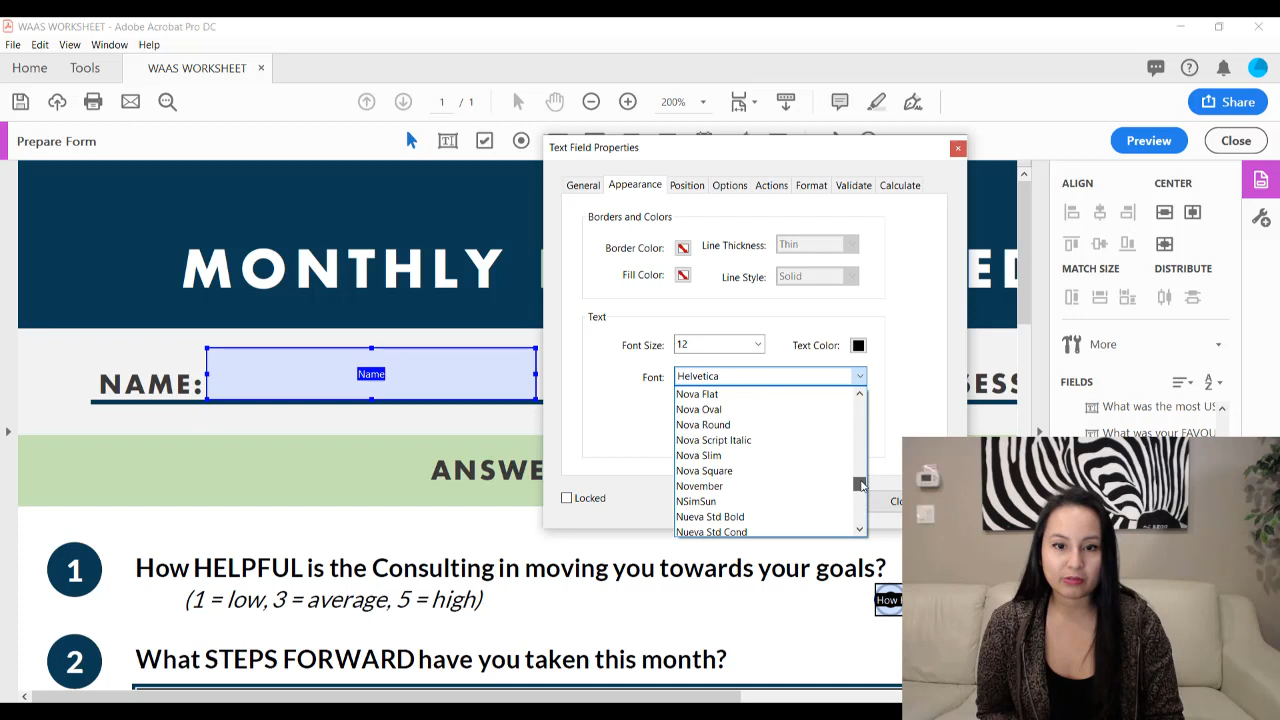 WAAS WORKSHEET - Adobe Acrobat Pro DC
File Edit View Window Help
Home Tools WAAS WORKSHEET ×
1 / 1 200% Share
Prepare Form Preview Close
Text Field Properties
General Appearance Position Options Actions Format Validate Calculate
Borders and Colors
Border Color: Line Thickness: Thin
Fill Color: Line Style: Solid
Text
Font Size: 12 Text Color:
Font: Helvetica
Nova Flat
Nova Oval
Nova Round
Nova Script Italic
Nova Slim
Nova Square
November
NSimSun
Nueva Std Bold
Nueva Std Cond
Locked
ALIGN CENTER
MATCH SIZE DISTRIBUTE
More
FIELDS
What was the most US
What was your FAVOU
MONTHLY
ED
NAME: Name
SESS
ANSWE
1 How HELPFUL is the Consulting in moving you towards your goals?
(1 = low, 3 = average, 5 = high)
How
2 What STEPS FORWARD have you taken this month?